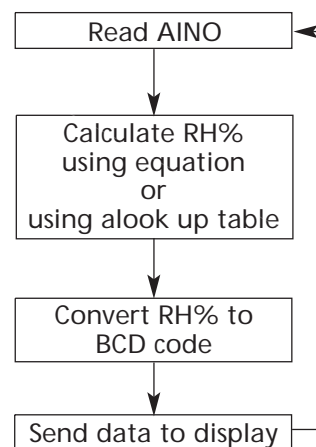 Read AINO
Calculate RH%
using equation
or
using alook up table
Convert RH% to
BCD code
Send data to display